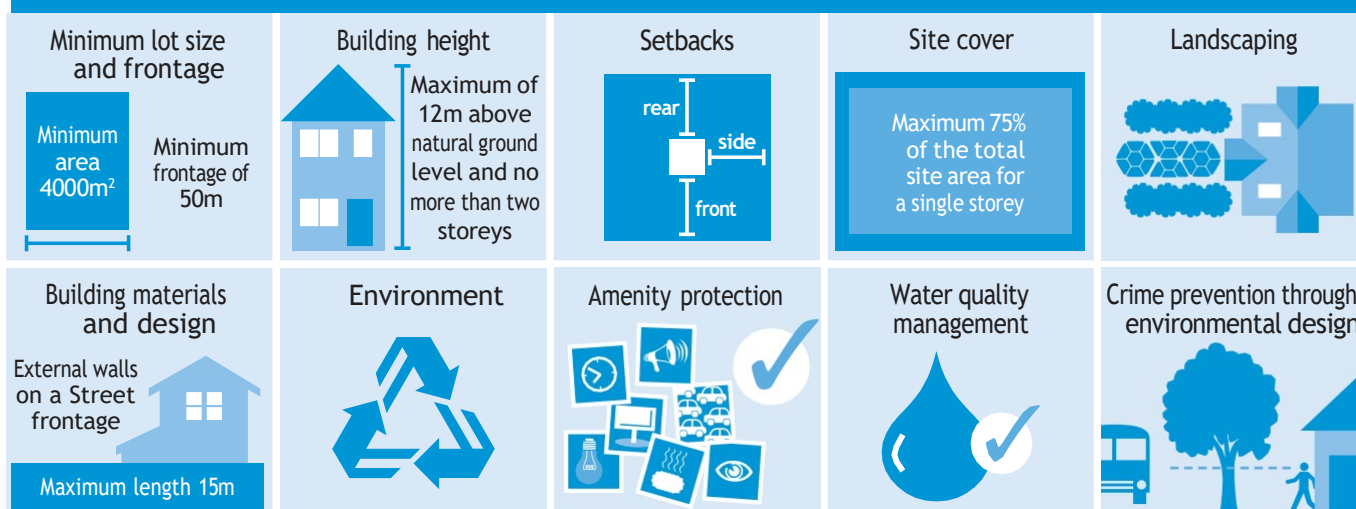 Minimum lot size
and frontage
Minimum
area
4000m²
Minimum
frontage of
50m
Building height
Maximum of
12m above
natural ground
level and no
more than two
storeys
Setbacks
rear
side
front
Site cover
Maximum 75%
of the total
site area for
a single storey
Landscaping
Building materials
and design
External walls
on a Street
frontage
Maximum length 15m
Environment
Amenity protection
Water quality
management
Crime prevention through
environmental design